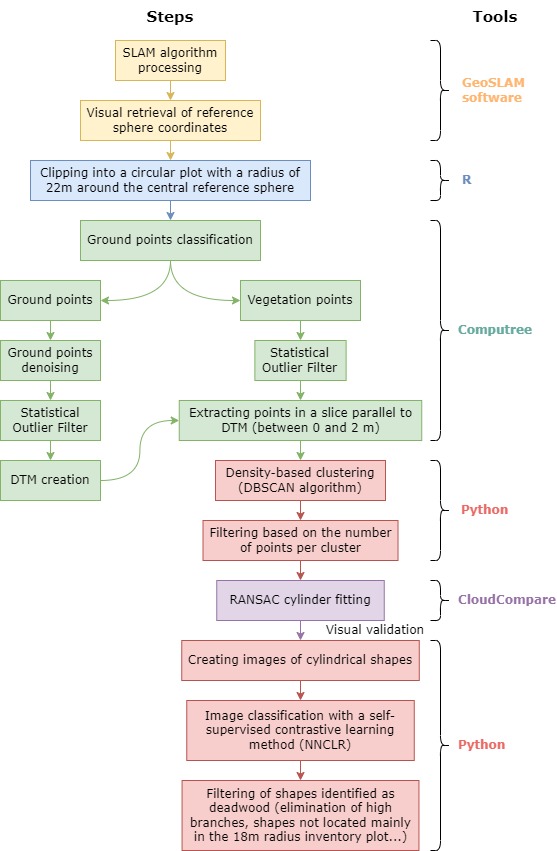 Steps
Tools
SLAM algorithm
processing
GeoSLAM
software
Visual retrieval of reference
sphere coordinates
Clipping into a circular plot with a radius of
22m around the central reference sphere
R
Ground points classification
Ground points
Vegetation points
Computree
Ground points
denoising
Statistical
Outlier Filter
Statistical
Outlier Filter
Extracting points in a slice parallel to
DTM (between 0 and 2 m)
DTM creation
Density-based clustering
(DBSCAN algorithm)
Python
Filtering based on the number
of points per cluster
RANSAC cylinder fitting
CloudCompare
Visual validation
Creating images of cylindrical shapes
Image classification with a self-
supervised contrastive learning
method (NNCLR)
Python
Filtering of shapes identified as
deadwood (elimination of high
branches, shapes not located mainly
in the 18m radius inventory plot...)